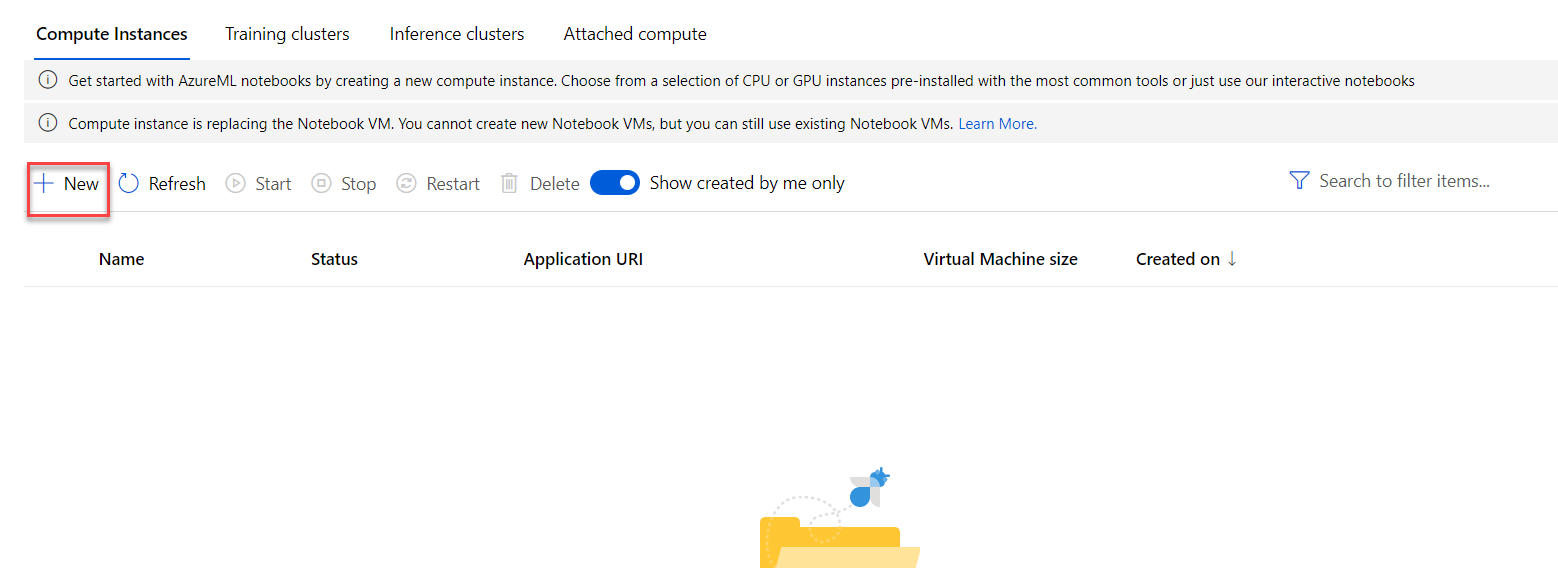 Compute Instances Training clusters Inference clusters Attached compute
Get started with AzureML notebooks by creating a new compute instance. Choose from a selection of CPU or GPU instances pre-installed with the most common tools or just use our interactive notebooks
Compute instance is replacing the Notebook VM. You cannot create new Notebook VMs, but you can still use existing Notebook VMs. Learn More.
New Refresh Start Stop Restart Delete Show created by me only Search to filter items...
Name Status Application URI Virtual Machine size Created on ↓